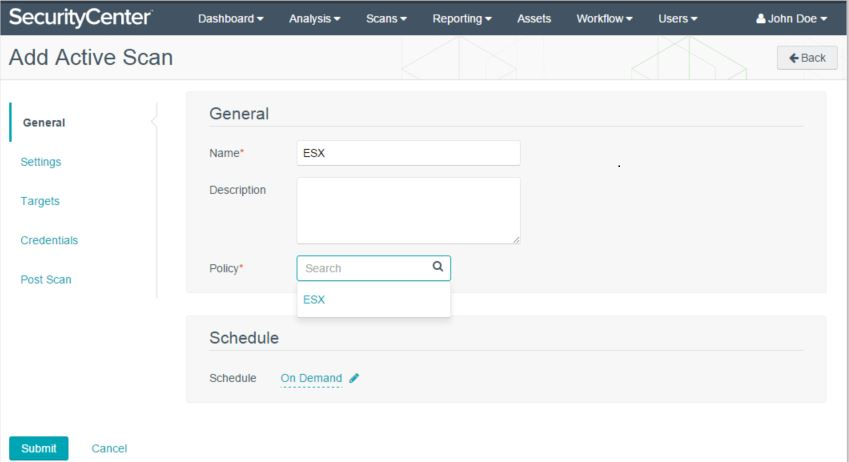 SecurityCenter Dashboard Analysis Scans Reporting Assets Workflow Users John Doe
Add Active Scan Back
General
Settings
Targets
Credentials
Post Scan
General
Name* ESX
Description
Policy* Search
ESX
Schedule
Schedule On Demand
Submit Cancel